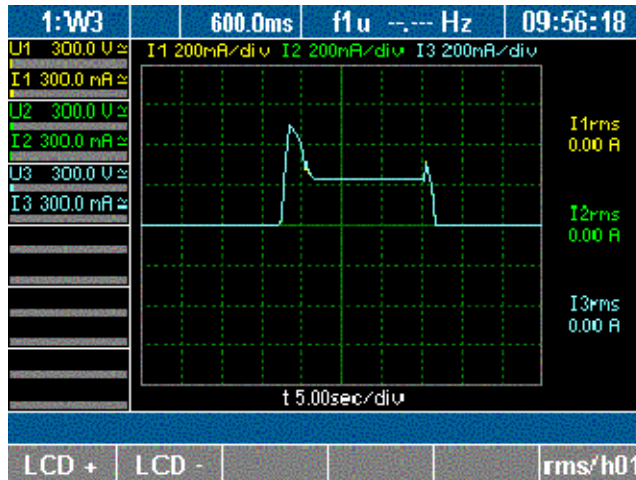 1:W3 600.0ms f1u --.--- Hz 09:56:18
U1 300.0 V ≃ I1 200mA/div I2 200mA/div I3 200mA/div
I1 300.0 mA ≃
U2 300.0 V ≃
I2 300.0 mA ≃
U3 300.0 V ≃
I3 300.0 mA ≃
I1rms
0.00 A
I2rms
0.00 A
I3rms
0.00 A
t 5.00sec/div
LCD + LCD - rms/h01